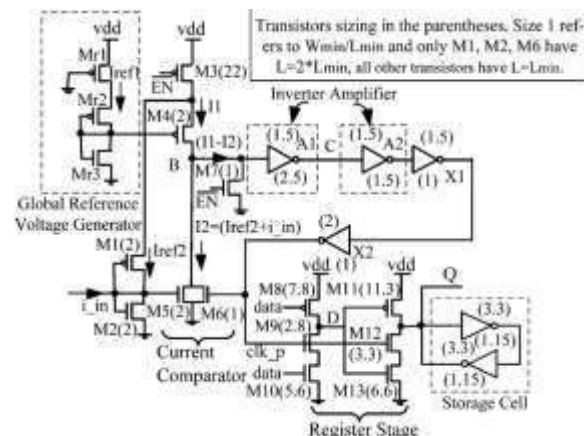 Transistors sizing in the parentheses, Size 1 ref-
ers to Wmin/Lmin and only M1, M2, M6 have
L=2*Lmin, all other transistors have L=Lmin.
vdd
Mr1
Iref1
Mr2
Mr3
Global Reference
Voltage Generator
vdd
M3(22)
EN
I1
M4(2)
(I1-I2)
B
M7(1)
EN
Inverter Amplifier
(1.5)
A1
C
(2.5)
(1.5)
A2
(1.5)
(1.5)
(1)
X1
I2=(Iref2+i_in)
(2)
X2
(1)
M1(2)
Iref2
i_in
M2(2)
M5(2)
M6(1)
Current
Comparator
vdd
M8(7.8)
data
M9(2.8)
D
clk_p
data
M10(5.6)
vdd
M11(11.3)
M12
(3.3)
M13(6.6)
Register Stage
Q
(3.3)
(1.15)
(3.3)
(1.15)
Storage Cell